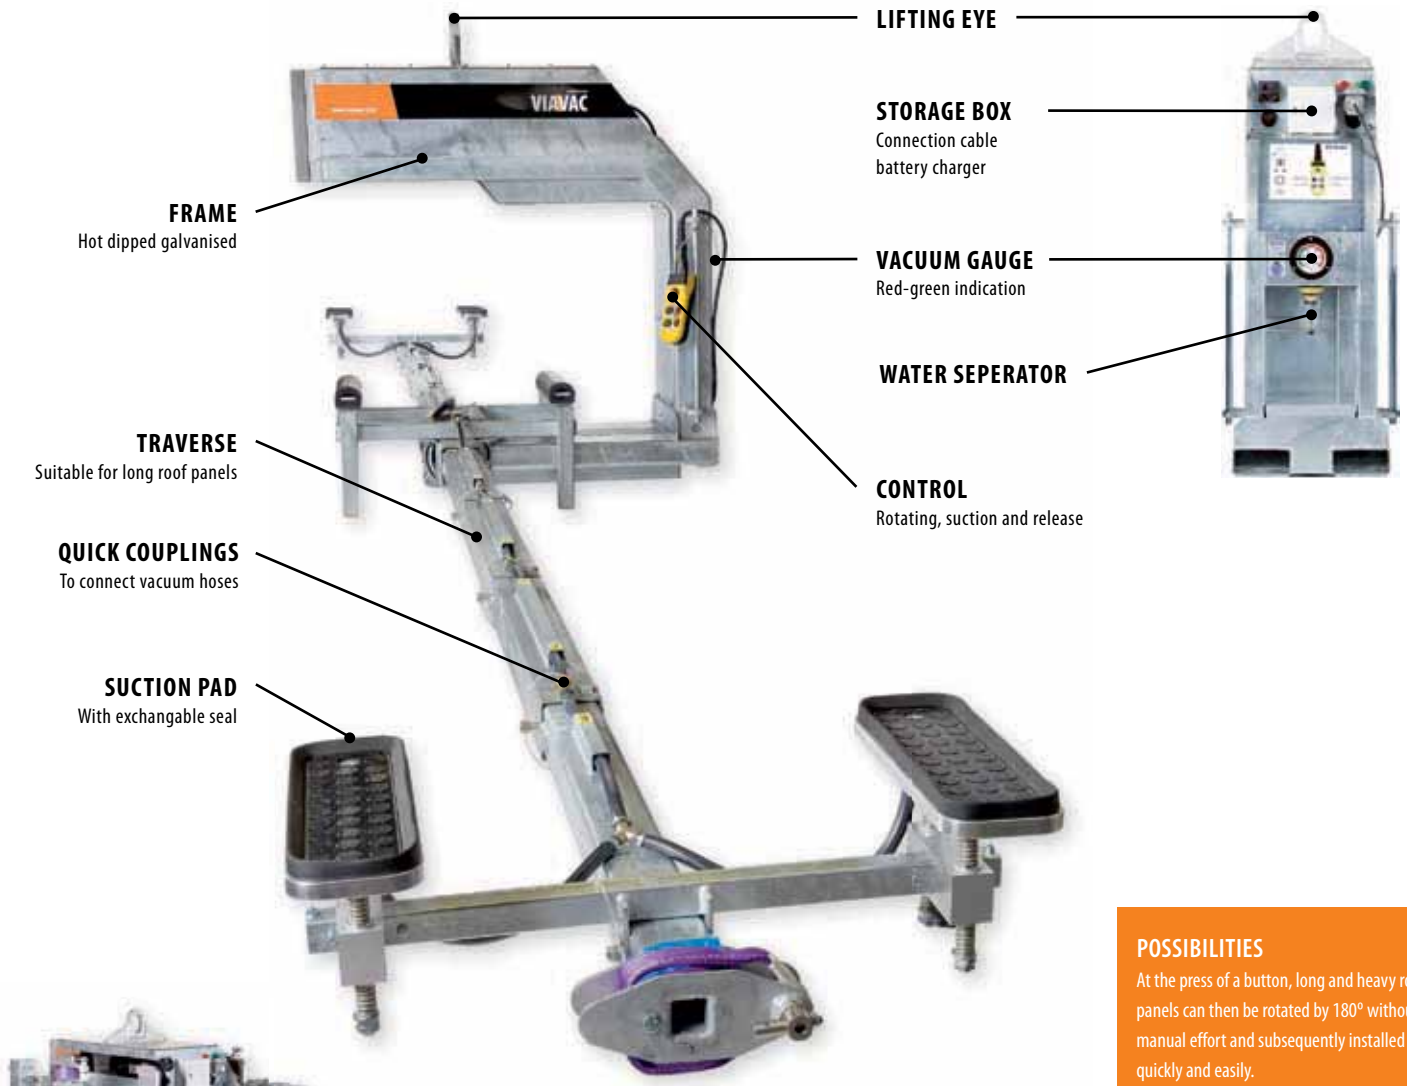 LIFTING EYE
STORAGE BOX
Connection cable
battery charger
VIAVAC
FRAME
Hot dipped galvanised
VACUUM GAUGE
Red-green indication
WATER SEPERATOR
TRAVERSE
Suitable for long roof panels
CONTROL
Rotating, suction and release
QUICK COUPLINGS
To connect vacuum hoses
SUCTION PAD
With exchangable seal
POSSIBILITIES
At the press of a button, long and heavy
panels can then be rotated by 180°
manual effort and subsequently installed
quickly and easily.